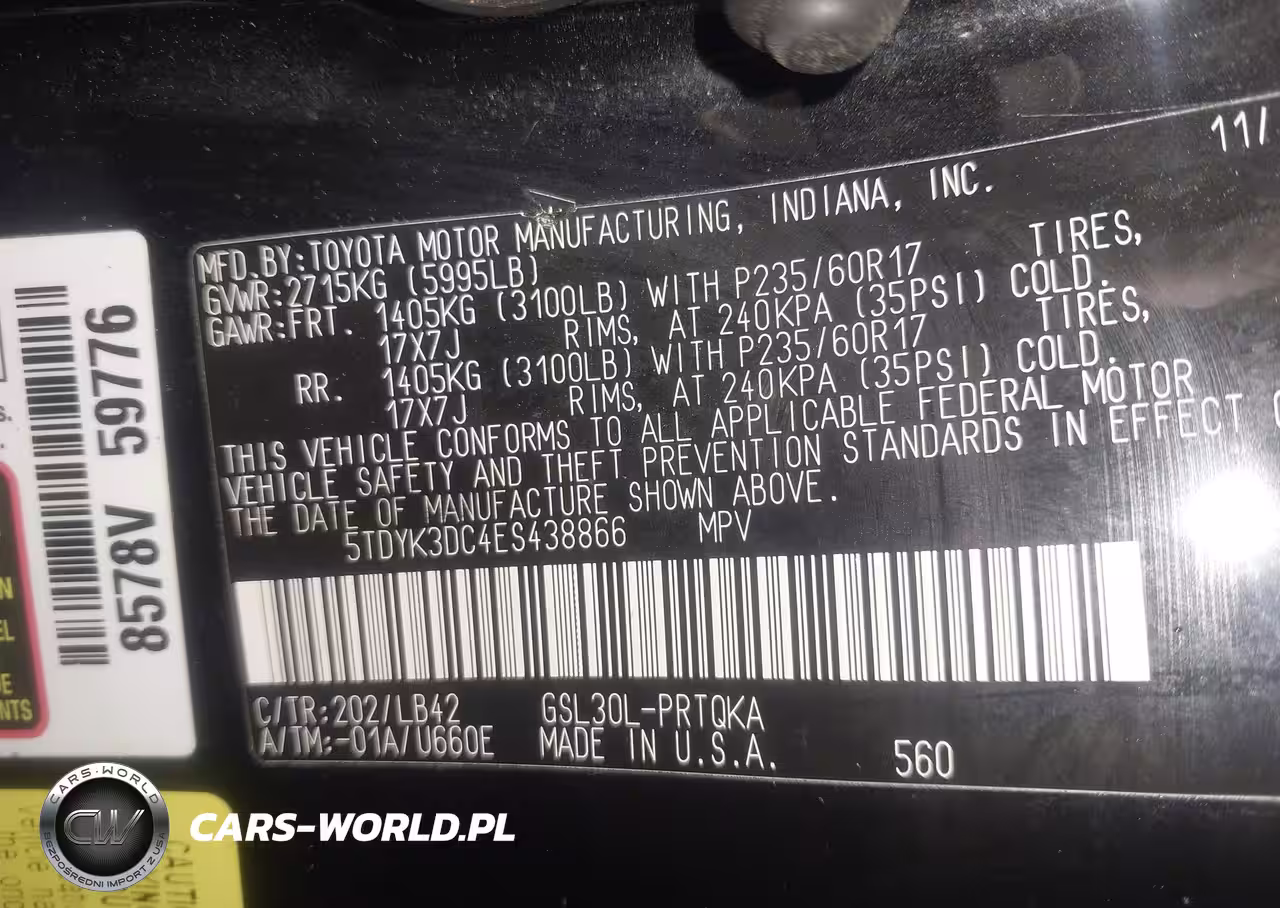 11/
MFD.BY:TOYOTA MOTOR MANUFACTURING, INDIANA, INC.
GVWR:2715KG (5995LB)
GAWR:FRT. 1405KG (3100LB) WITH P235/60R17 TIRES,
17X7J RIMS, AT 240KPA (35PSI) COLD.
RR. 1405KG (3100LB) WITH P235/60R17 TIRES,
17X7J RIMS, AT 240KPA (35PSI) COLD.
THIS VEHICLE CONFORMS TO ALL APPLICABLE FEDERAL MOTOR
VEHICLE SAFETY AND THEFT PREVENTION STANDARDS IN EFFECT
THE DATE OF MANUFACTURE SHOWN ABOVE.
5TDYK3DC4ES438866 MPV
C/TR:202/LB42 GSL30L-PRTQKA
A/TM:-01A/U660E MADE IN U.S.A. 560
8578V 59776
CARS-WORLD
CW
BEZPOŚREDNI IMPORT Z USA
CARS-WORLD.PL